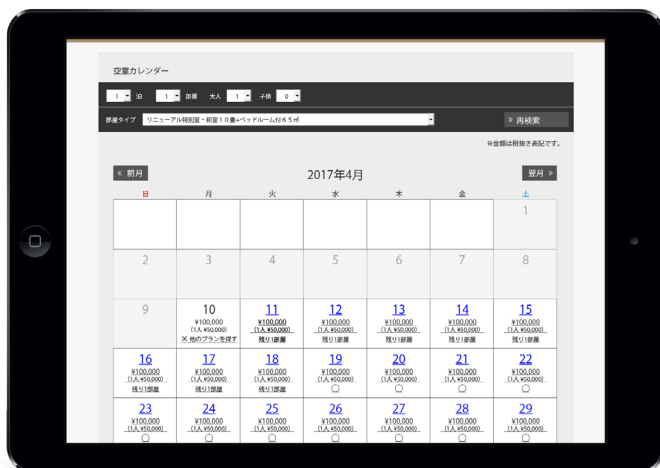 空室カレンダー
1 泊 1 部屋 大人 1 子供 0
部屋タイプ リニューアル特別室・和室10畳+ベッドルーム付65㎡ » 再検索
※金額は税抜き表記です。
« 前月 2017年4月 翌月 »
日 月 火 水 木 金 土
1
2 3 4 5 6 7 8
9 10 11 12 13 14 15
¥100,000 ¥100,000 ¥100,000 ¥100,000 ¥100,000 ¥100,000
(1人 ¥50,000) (1人 ¥50,000) (1人 ¥50,000) (1人 ¥50,000) (1人 ¥50,000) (1人 ¥50,000)
× 他のプランを探す 残り1部屋 残り1部屋 残り1部屋 残り1部屋 残り1部屋
16 17 18 19 20 21 22
¥100,000 ¥100,000 ¥100,000 ¥100,000 ¥100,000 ¥100,000 ¥100,000
(1人 ¥50,000) (1人 ¥50,000) (1人 ¥50,000) (1人 ¥50,000) (1人 ¥50,000) (1人 ¥50,000) (1人 ¥50,000)
残り1部屋 残り1部屋 残り1部屋 ○ ○ ○ ○
23 24 25 26 27 28 29
¥100,000 ¥100,000 ¥100,000 ¥100,000 ¥100,000 ¥100,000 ¥100,000
(1人 ¥50,000) (1人 ¥50,000) (1人 ¥50,000) (1人 ¥50,000) (1人 ¥50,000) (1人 ¥50,000) (1人 ¥50,000)
○ ○ ○ ○ ○ ○ ○